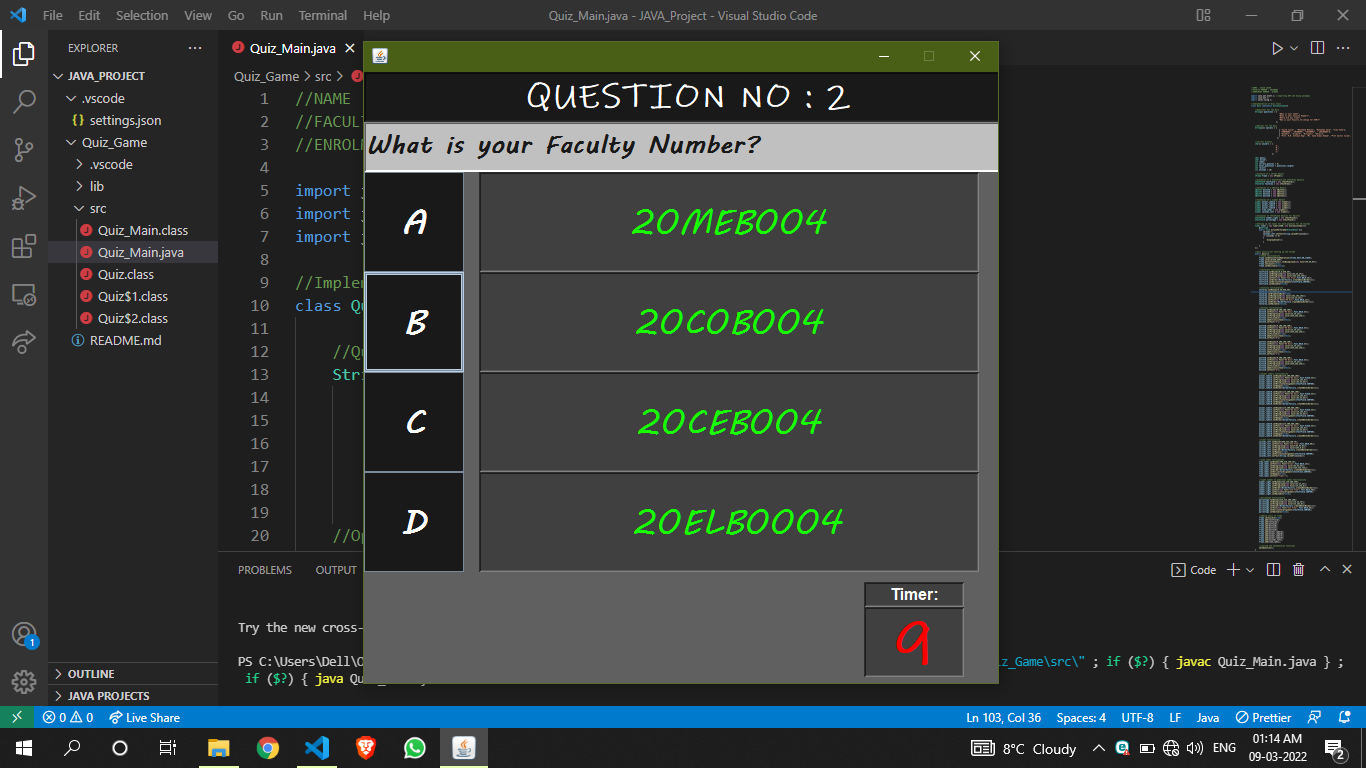 File Edit Selection View Go Run Terminal Help
Quiz_Main.java - JAVA_Project - Visual Studio Code
EXPLORER
JAVA_PROJECT
.vscode
{} settings.json
Quiz_Game
.vscode
lib
src
Quiz_Main.class
Quiz_Main.java
Quiz.class
Quiz$1.class
Quiz$2.class
README.md
OUTLINE
JAVA PROJECTS
Quiz_Main.java
Quiz_Game > src >
1 //NAME
2 //FACULT
3 //ENROLM
4
5 import j
6 import j
7 import j
8
9 //Implem
10 class Qu
11
12 //Qu
13 Stri
14
15
16
17
18
19
20 //Op
QUESTION NO : 2
What is your Faculty Number?
A 20MEB004
B 20COB004
C 20CEB004
D 20ELB0004
Timer:
9
PROBLEMS OUTPUT
Code
Try the new cross-
PS C:\Users\Dell\O
z_Game\src\" ; if ($?) { javac Quiz_Main.java } ;
if ($?) { java Qu
0 0 Live Share
Ln 103, Col 36 Spaces: 4 UTF-8 LF Java Prettier
1
8°C Cloudy
ENG
01:14 AM
09-03-2022
2